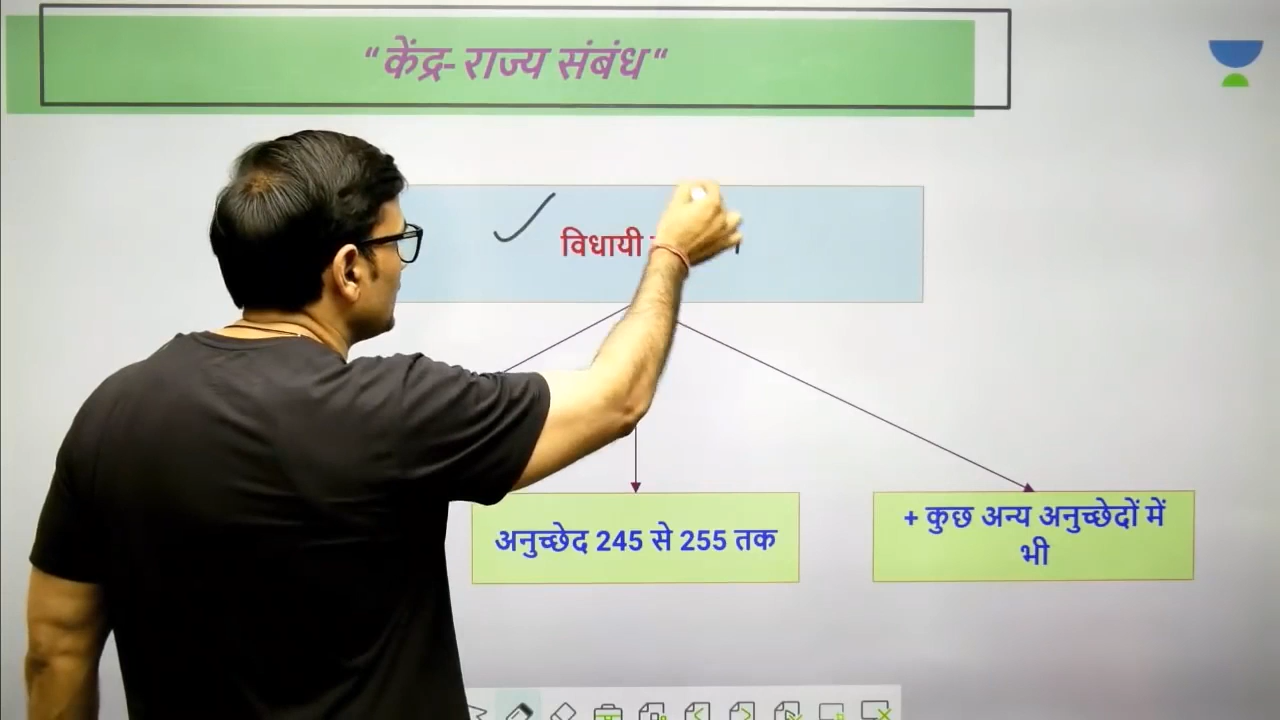 “केंद्र- राज्य संबंध“
विधायी
अनुच्छेद 245 से 255 तक
+ कुछ अन्य अनुच्छेदों में
भी